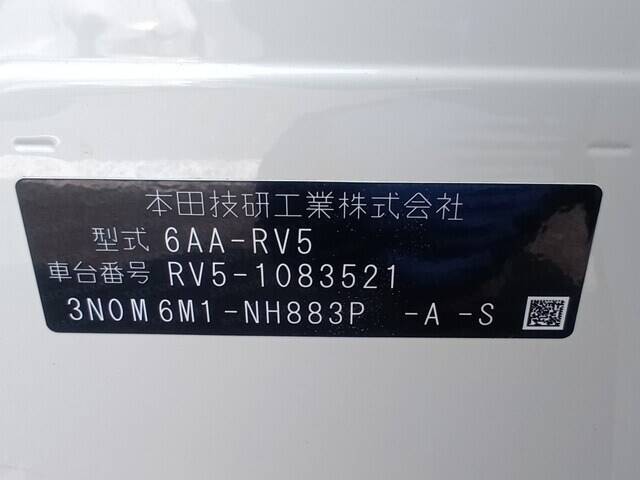 本田技研工業株式会社
型式 6AA-RV5
車台番号 RV5-1083521
3N0M6M1-NH883P -A-S